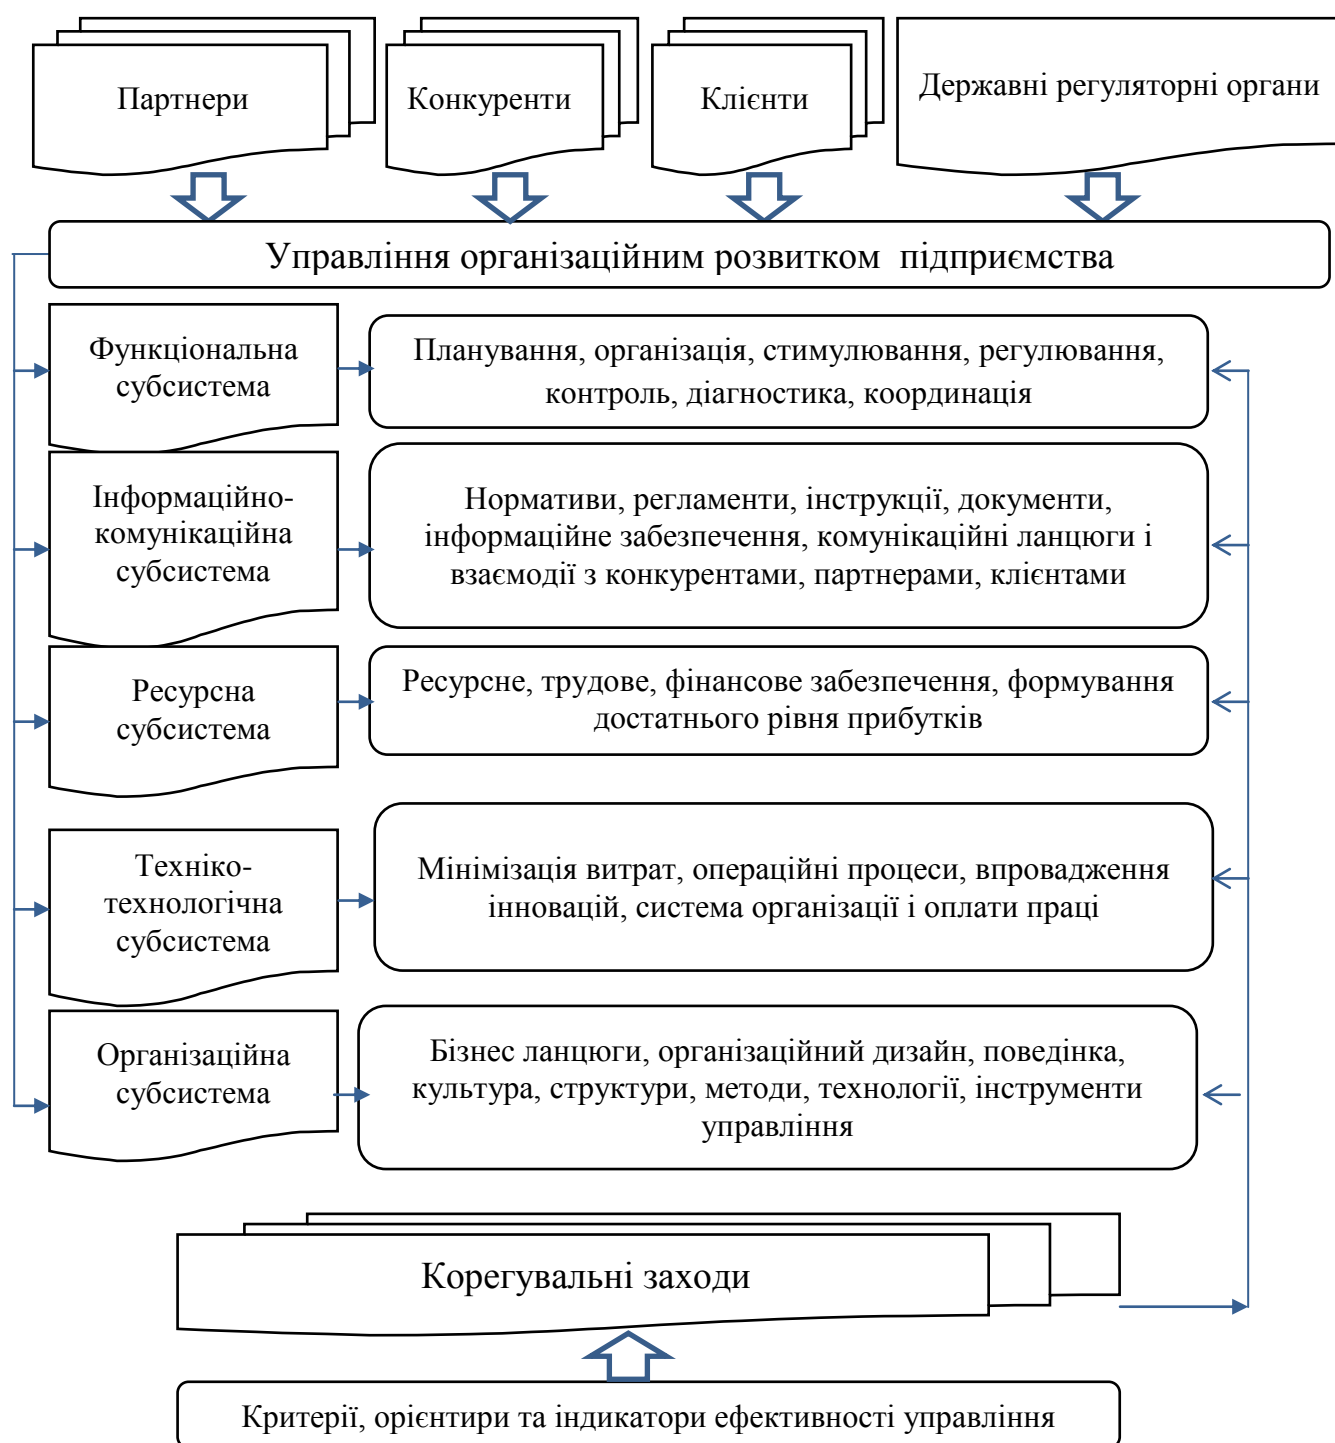 Партнери
Конкуренти
Клієнти
Державні регуляторні органи
Управління організаційним розвитком  підприємства
Функціональна
субсистема
Планування, організація, стимулювання, регулювання,
контроль, діагностика, координація
Інформаційно-
комунікаційна
субсистема
Нормативи, регламенти, інструкції, документи,
інформаційне забезпечення, комунікаційні ланцюги і
взаємодії з конкурентами, партнерами, клієнтами
Ресурсна
субсистема
Ресурсне, трудове, фінансове забезпечення, формування
достатнього рівня прибутків
Техніко-
технологічна
субсистема
Мінімізація витрат, операційні процеси, впровадження
інновацій, система організації і оплати праці
Організаційна
субсистема
Бізнес ланцюги, організаційний дизайн, поведінка,
культура, структури, методи, технології, інструменти
управління
Корегувальні заходи
Критерії, орієнтири та індикатори ефективності управління